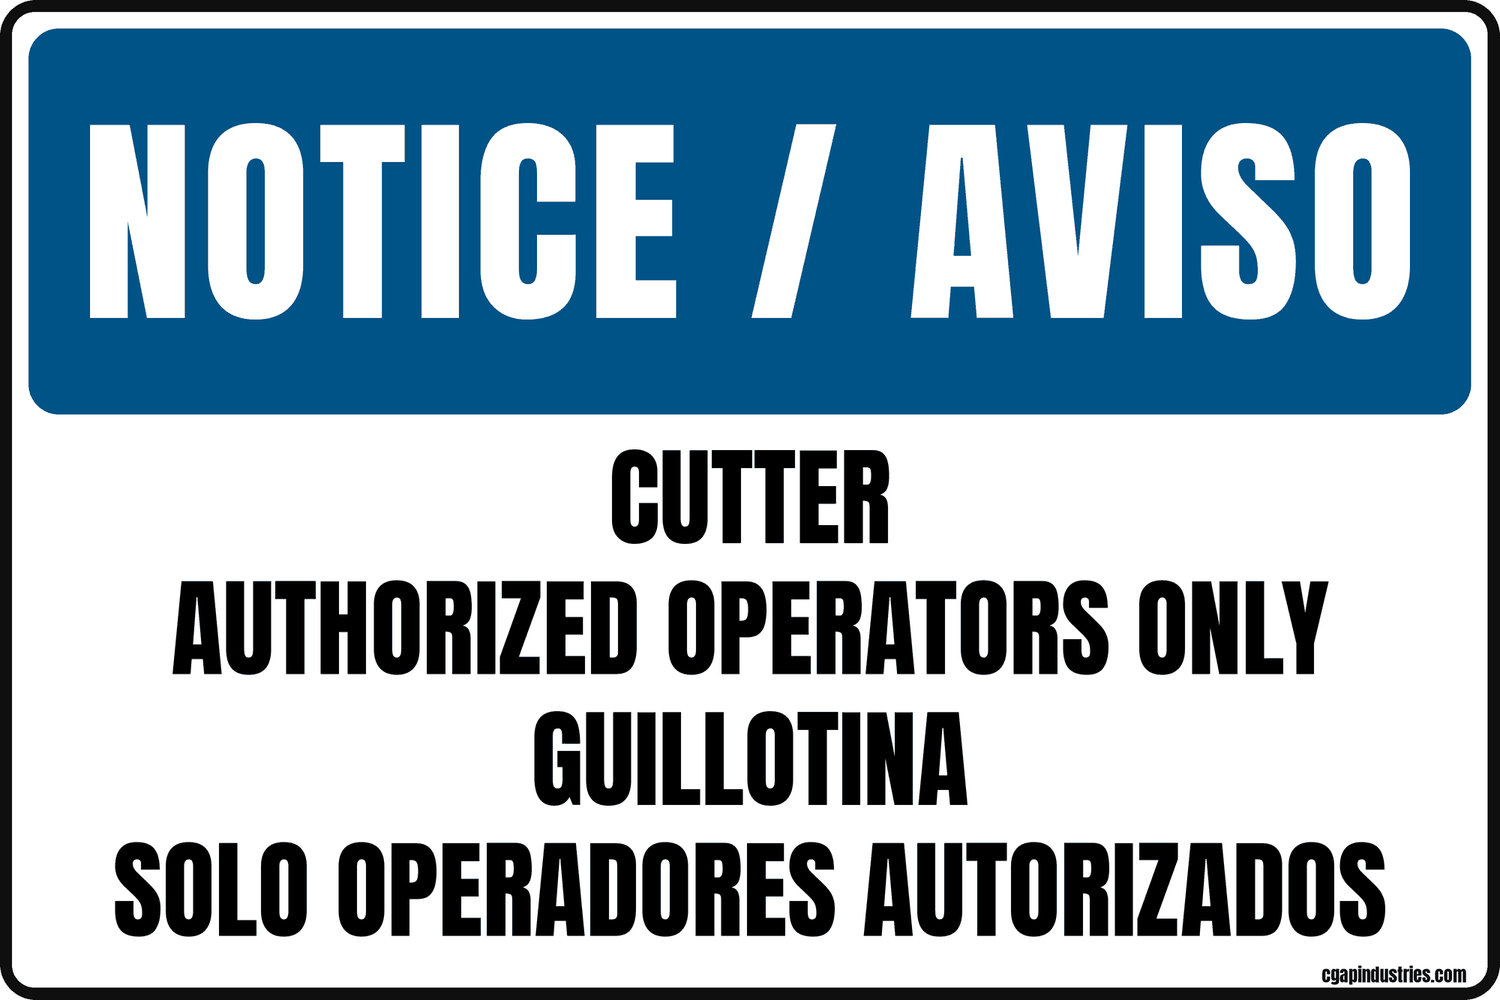 NOTICE / AVISO
CUTTER
AUTHORIZED OPERATORS ONLY
GUILLOTINA
SOLO OPERADORES AUTORIZADOS
cgapindustries.com